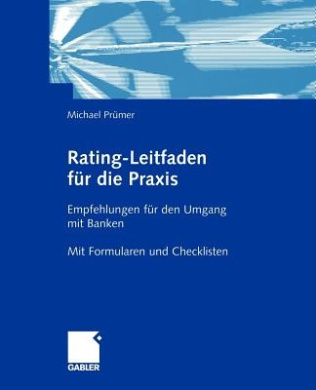 Michael Prümer
Rating-Leitfaden
für die Praxis
Empfehlungen für den Umgang
mit Banken
Mit Formularen und Checklisten
GABLER